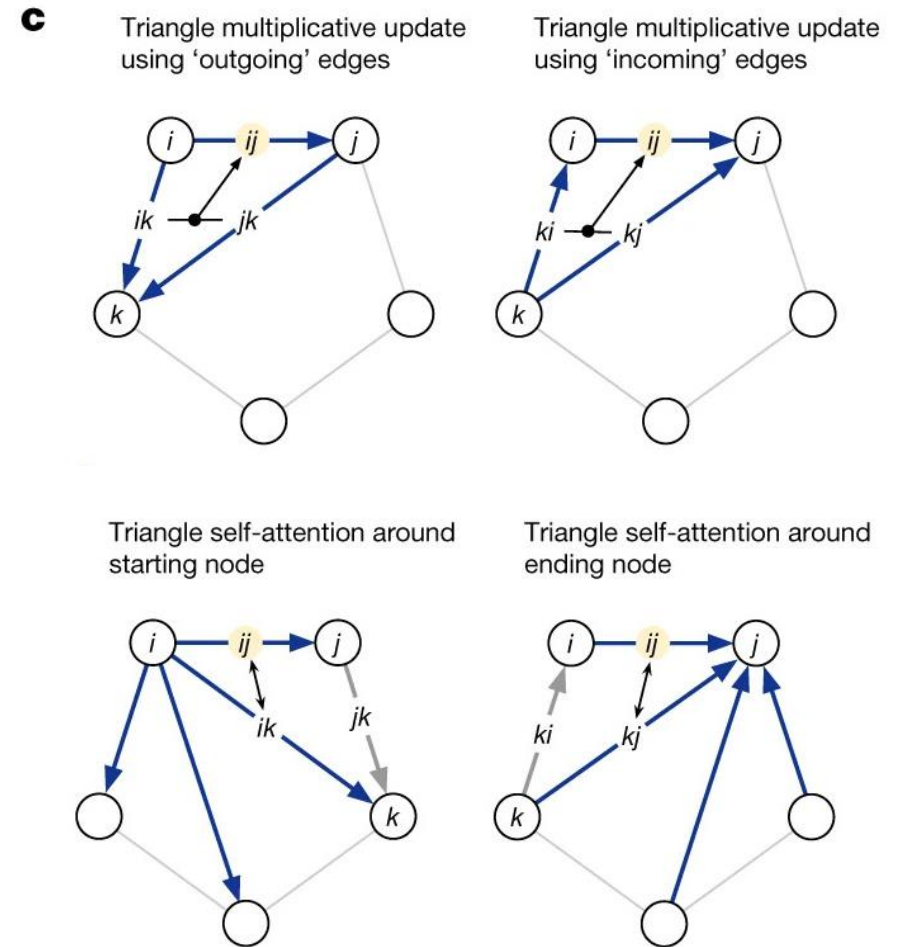 c
Triangle multiplicative update
using ‘outgoing’ edges
i
ij
j
ik
jk
k
Triangle multiplicative update
using ‘incoming’ edges
i
ij
j
ki
kj
k
Triangle self-attention around
starting node
i
ij
j
ik
jk
k
Triangle self-attention around
ending node
i
ij
j
ki
kj
k